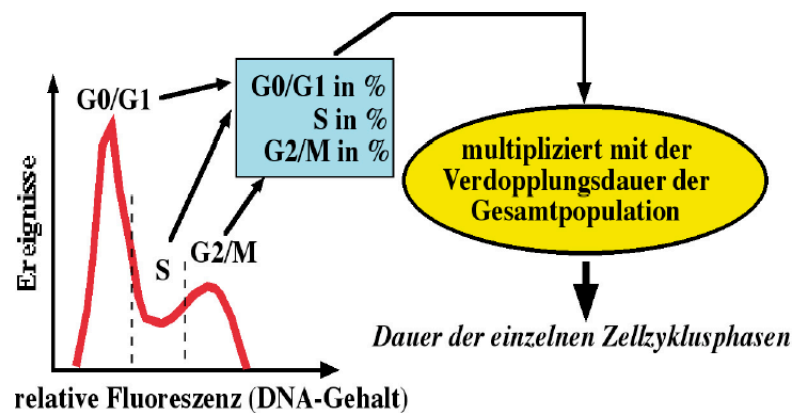 G0/G1
G0/G1 in %
S in %
G2/M in %
multipliziert mit der
Verdopplungsdauer der
Gesamtpopulation
Ereignisse
S
G2/M
Dauer der einzelnen Zellzyklusphasen
relative Fluoreszenz (DNA-Gehalt)